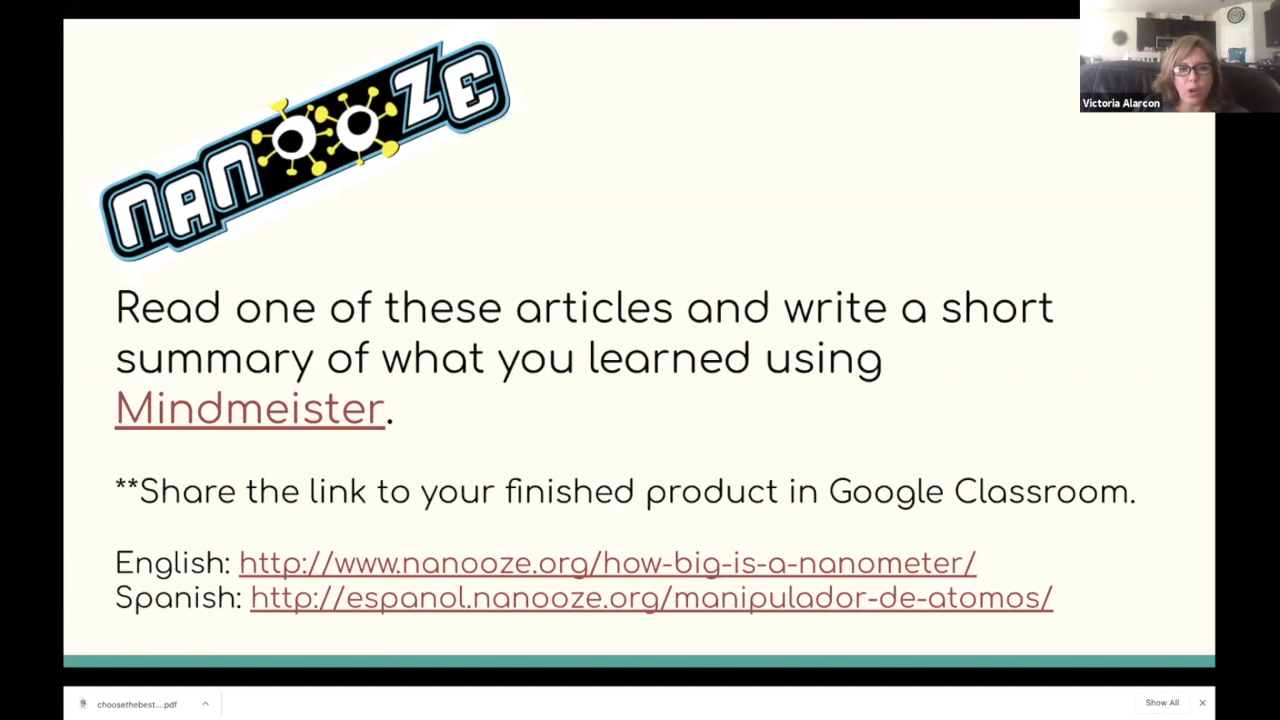 NANOOZE
Victoria Alarcon
Read one of these articles and write a short
summary of what you learned using
Mindmeister.
**Share the link to your finished product in Google Classroom.
English: http://www.nanooze.org/how-big-is-a-nanometer/
Spanish: http://espanol.nanooze.org/manipulador-de-atomos/
choosethebest....pdf
Show All